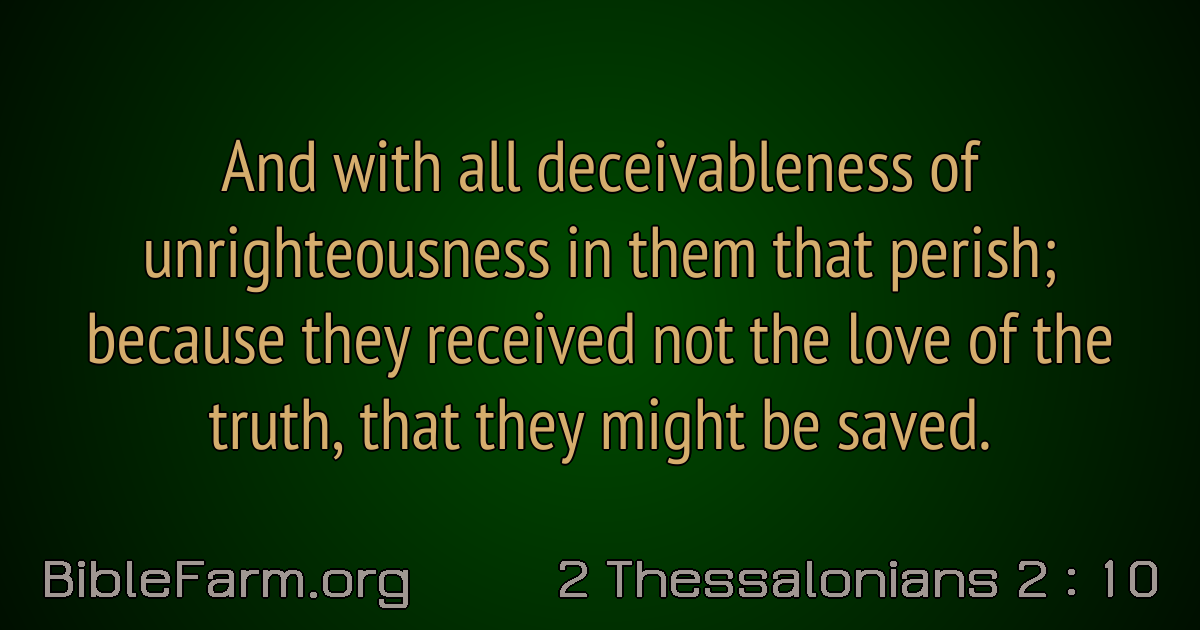 And with all deceivableness of
unrighteousness in them that perish;
because they received not the love of the
truth, that they might be saved.
BibleFarm.org
2 Thessalonians 2 : 10